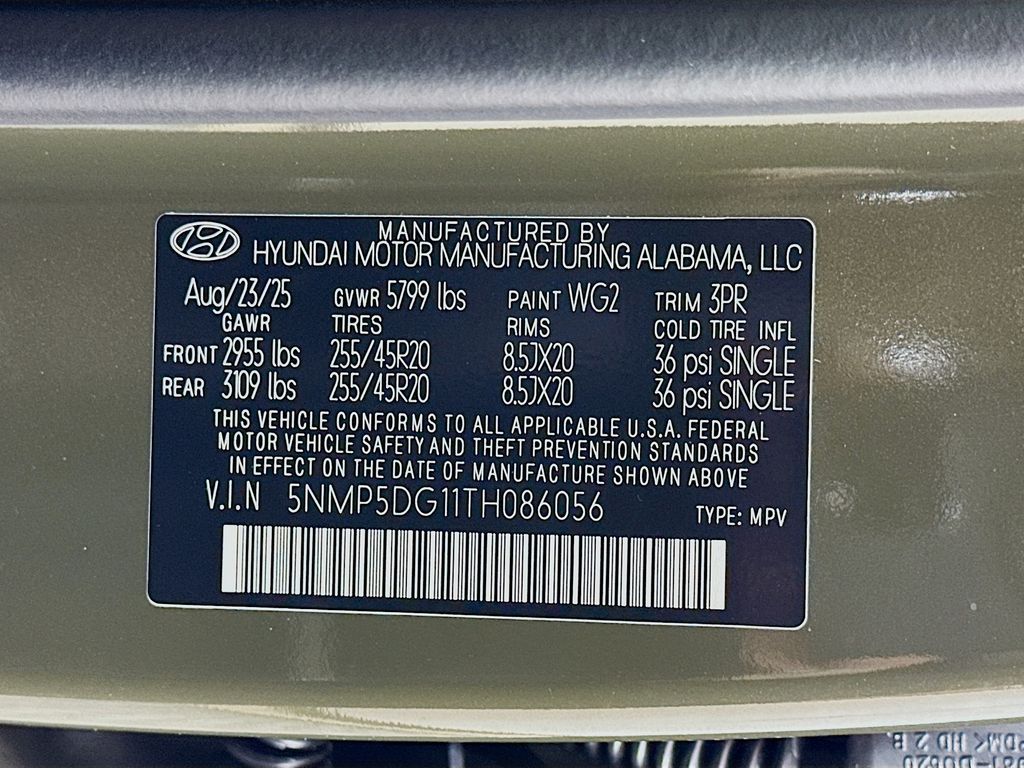 MANUFACTURED BY
HYUNDAI MOTOR MANUFACTURING ALABAMA, LLC
Aug/23/25 GVWR 5799 lbs PAINT WG2 TRIM 3PR
GAWR TIRES RIMS COLD TIRE INFL
FRONT 2955 lbs 255/45R20 8.5JX20 36 psi SINGLE
REAR 3109 lbs 255/45R20 8.5JX20 36 psi SINGLE
THIS VEHICLE CONFORMS TO ALL APPLICABLE U.S.A. FEDERAL
MOTOR VEHICLE SAFETY AND THEFT PREVENTION STANDARDS
IN EFFECT ON THE DATE OF MANUFACTURE SHOWN ABOVE
V.I.N 5NMP5DG11TH086056 TYPE: MPV